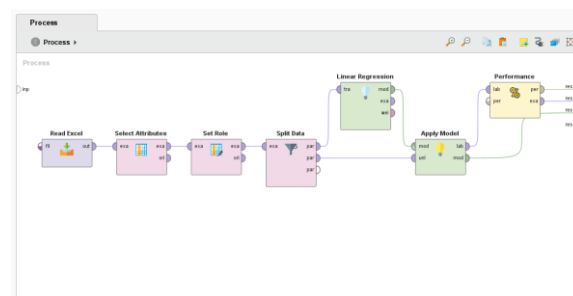 Process
Process
Process
inp
Linear Regression
tra
mod
exa
wei
Performance
lab
per
per
exa
res
res
res
res
Read Excel
fil
out
Select Attributes
exa
exa
ori
Set Role
exa
exa
ori
Split Data
exa
par
par
par
Apply Model
mod
lab
unl
mod